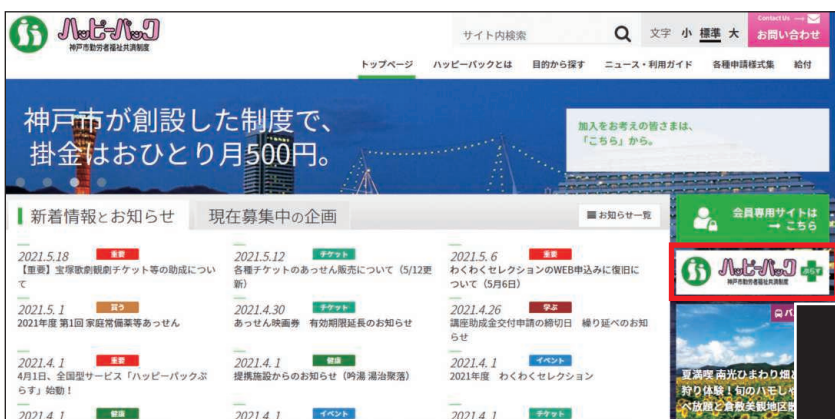 ハッピーパック
神戸市勤労者福祉共済制度
サイト内検索
文字 小 標準 大
Contact Us →
お問い合わせ
トップページ ハッピーパックとは 目的から探す ニュース・利用ガイド 各種申請様式集 給付
神戸市が創設した制度で、
掛金はおひとり月500円。
加入をお考えの皆さまは、
「こちら」から。
新着情報とお知らせ 現在募集中の企画
お知らせ一覧
会員専用サイトは
→ こちら
ハッピーパック ぷらす
神戸市勤労者福祉共済制度
2021.5.18 重要
【重要】宝塚歌劇観劇チケット等の助成につい
て
2021.5.12 チケット
各種チケットのあっせん販売について（5/12更
新）
2021.5. 6 重要
わくわくセレクションのWEB申込みに復旧に
ついて（5月6日）
2021.5. 1 買う
2021年度 第1回 家庭常備薬等あっせん
2021.4.30 チケット
あっせん映画券 有効期限延長のお知らせ
2021.4.26 学ぶ
講座助成金交付申請の締切日 繰り延べのお知
らせ
2021.4. 1 重要
4月1日、全国型サービス「ハッピーパックぷ
らす」始動！
2021.4. 1 健康
提携施設からのお知らせ（吟湯 湯治聚落）
2021.4. 1 イベント
2021年度 わくわくセレクション
2021.4. 1 健康
2021.4. 1 イベント
2021.4. 1 チケット
バ
夏満喫 南光ひまわり畑
狩り体験！旬のハモし
べ放題と倉敷美観地区